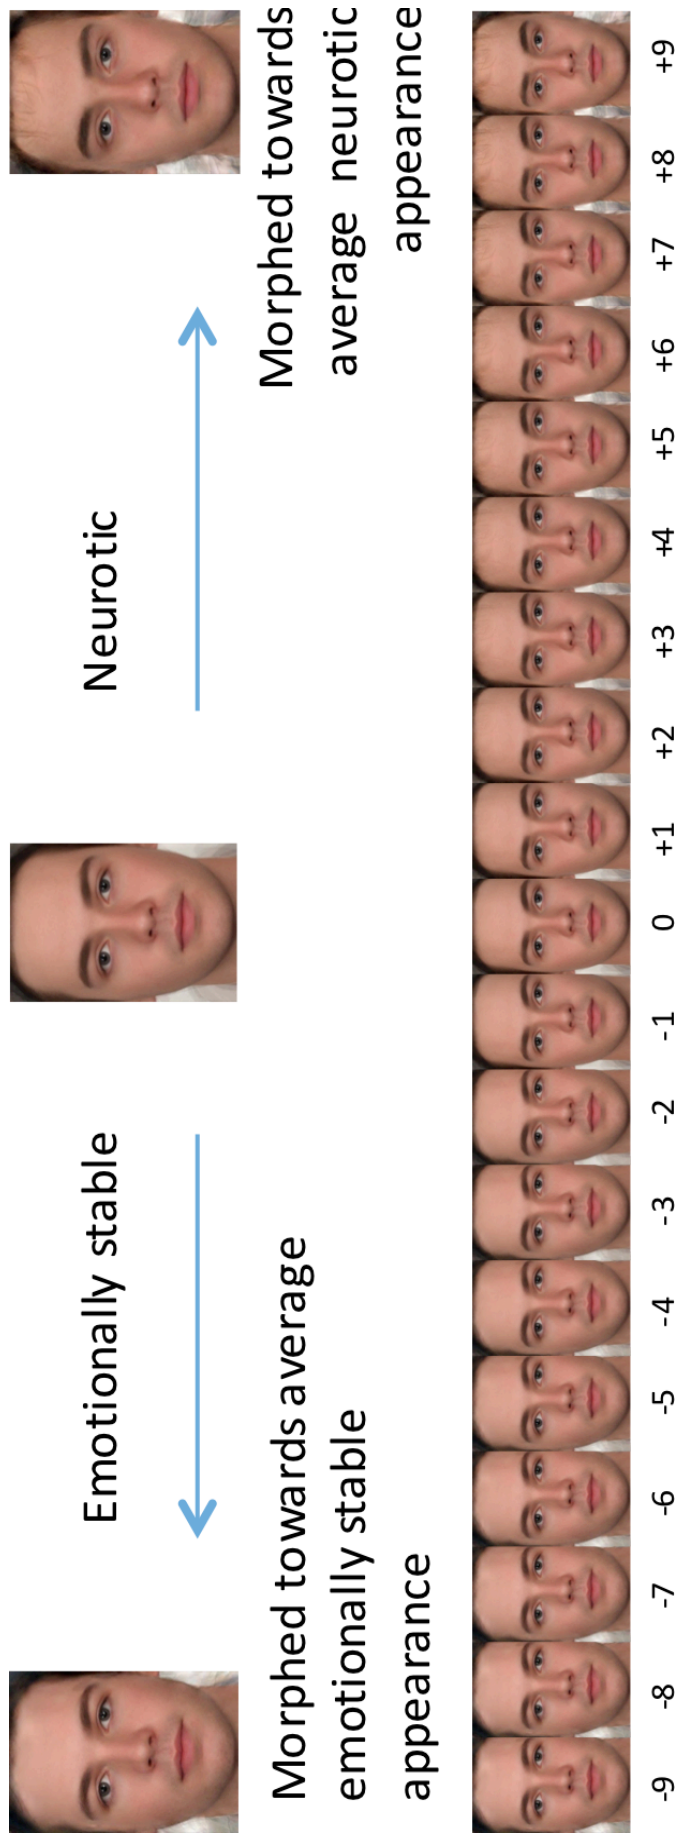 Emotionally stable
Neurotic
Morphed towards average
emotionally stable
appearance
Morphed towards
average neurotic
appearance
-9 -8 -7 -6 -5 -4 -3 -2 -1 0 +1 +2 +3 +4 +5 +6 +7 +8 +9